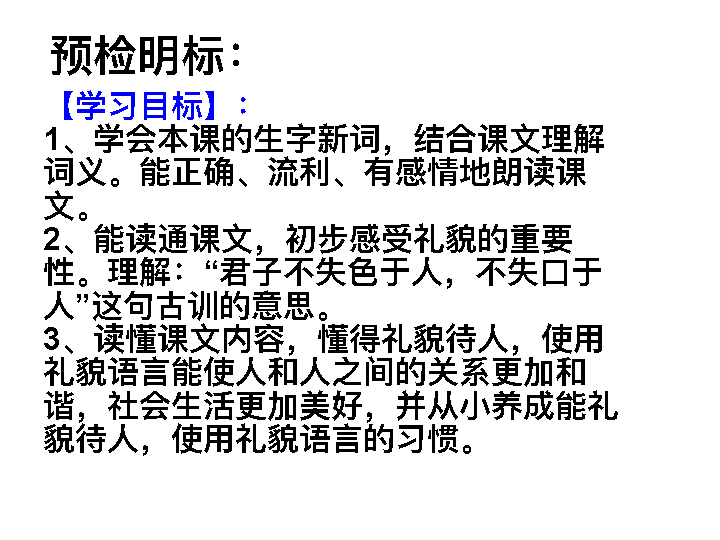 预检明标：
【学习目标】：
1、学会本课的生字新词，结合课文理解
词义。能正确、流利、有感情地朗读课
文。
2、能读通课文，初步感受礼貌的重要
性。理解：“君子不失色于人，不失口于
人”这句古训的意思。
3、读懂课文内容，懂得礼貌待人，使用
礼貌语言能使人和人之间的关系更加和
谐，社会生活更加美好，并从小养成能礼
貌待人，使用礼貌语言的习惯。